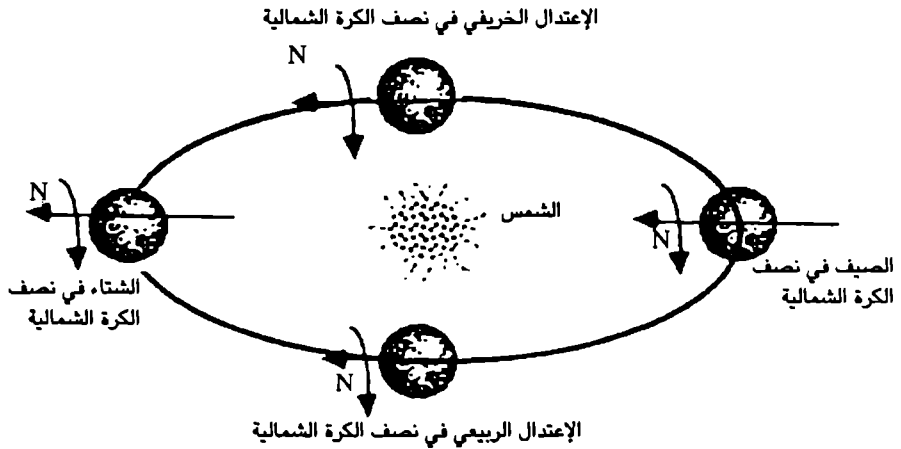 الإعتدال الخريفي في نصف الكرة الشمالية
N
N
الشمس
N
الصيف في نصف
الكرة الشمالية
الشتاء في نصف
الكرة الشمالية
N
الإعتدال الربيعي في نصف الكرة الشمالية